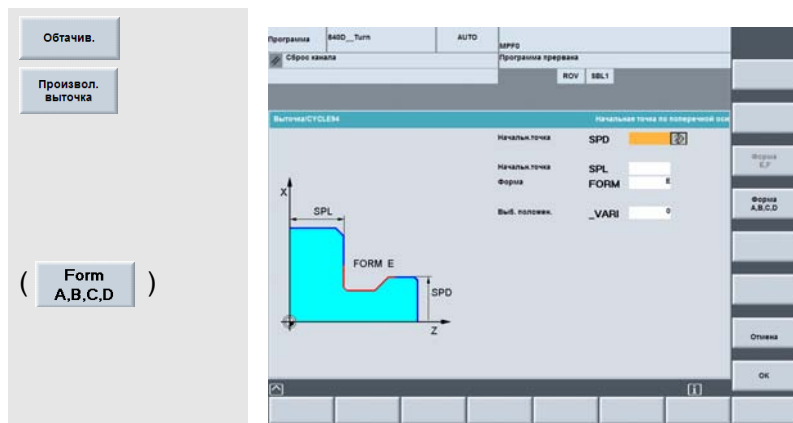 Обтачив.
Произвол.
выточка
( Form
A,B,C,D )
Программа 840D__Turn AUTO MPF0
Сброс канала Программа прервана
ROV SBL1
Выточка/CYCLE94 Начальная точка по поперечной оси
Начальн.точка SPD
Начальн.точка SPL
Форма FORM E
Выб. положен. _VARI 0
X
SPL
FORM E
SPD
Z
Форма
E,F
Форма
A,B,C,D
Отмена
OK